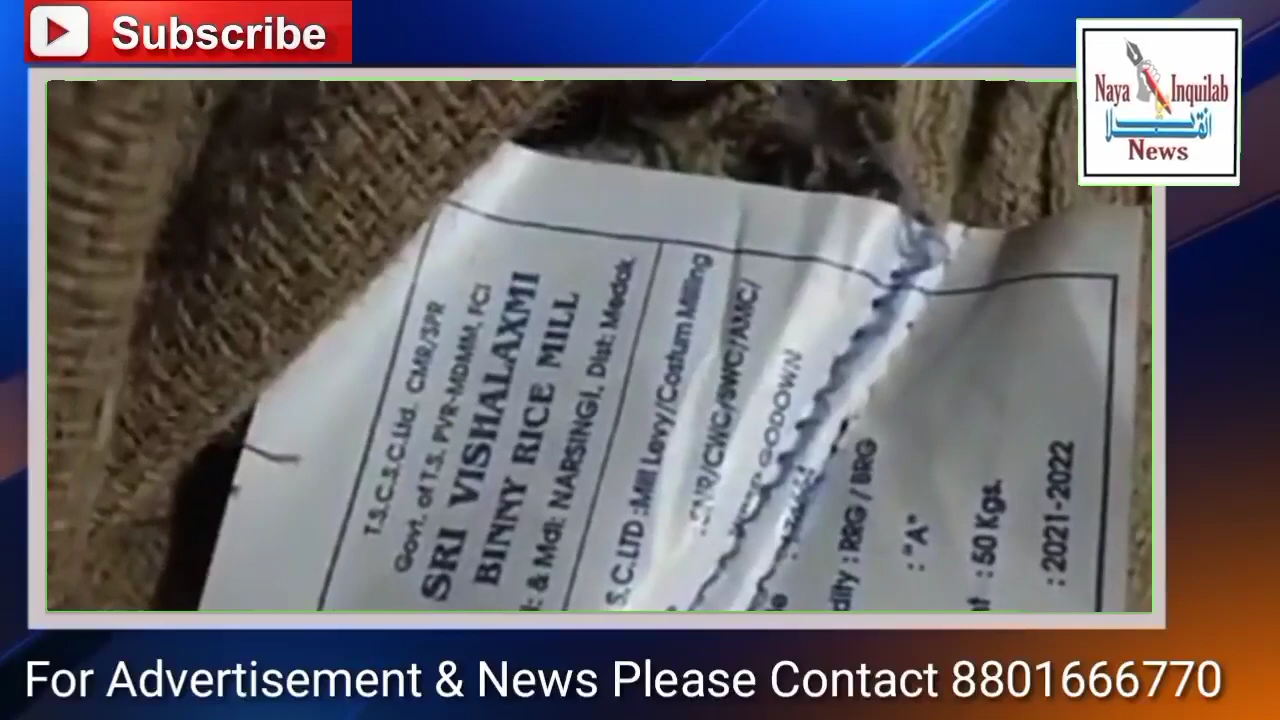 Subscribe
Naya Inquilab
انقلاب
News
T.S.C.S.C.Ltd. CMR/SPR
Govt. of T.S. PVR-MDMM, FCI
SRI VISHALAXMI
BINNY RICE MILL
& Mdl: NARSINGI, Dist: Medak.
S.C.LTD :Mill Levy/Costum Milling
/CWC/SWC/AMC/
GODOWN
: RRG / BRG
: "A"
: 50 Kgs.
: 2021-2022
For Advertisement & News Please Contact 8801666770